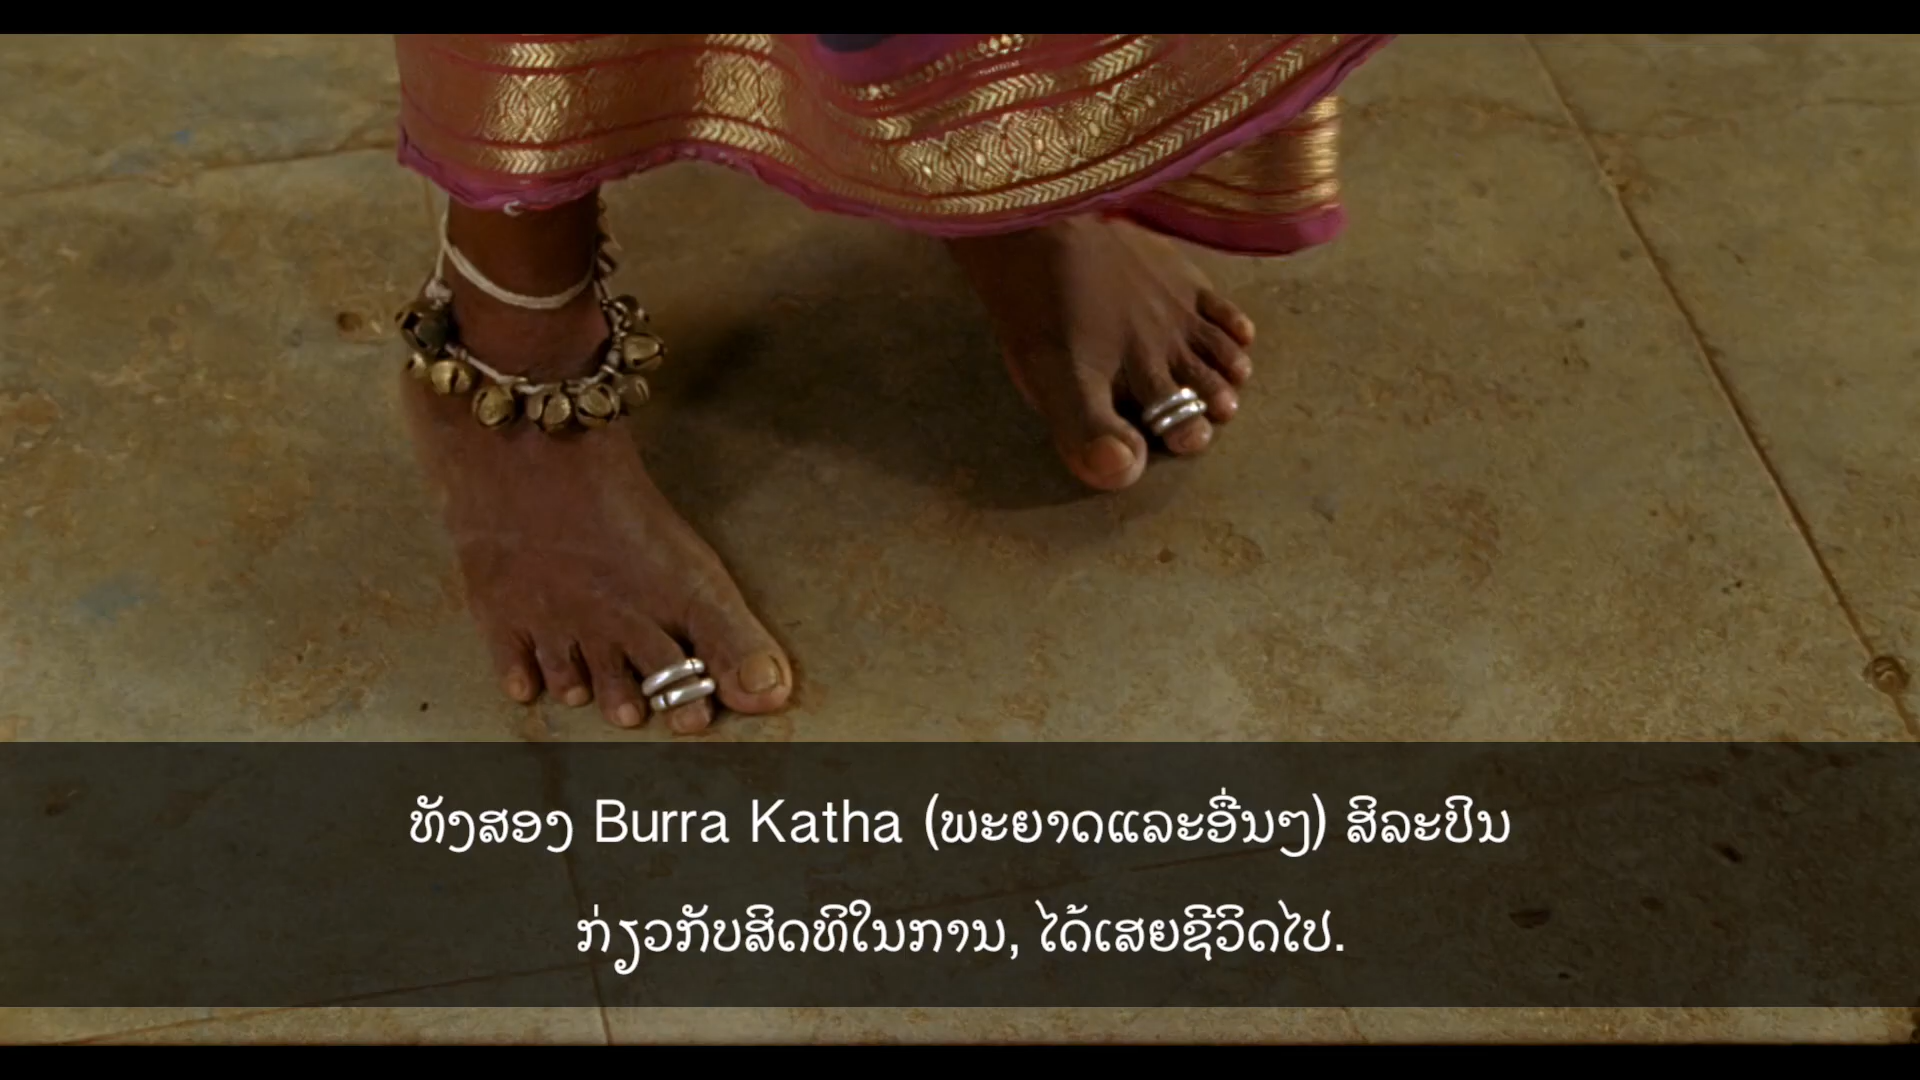 ທັງສອງ Burra Katha (ພະຍາດແລະອື່ນໆ) ສິລະປິນ
ກ່ຽວກັບສິດທິໃນການ, ໄດ້ເສຍຊີວິດໄປ.